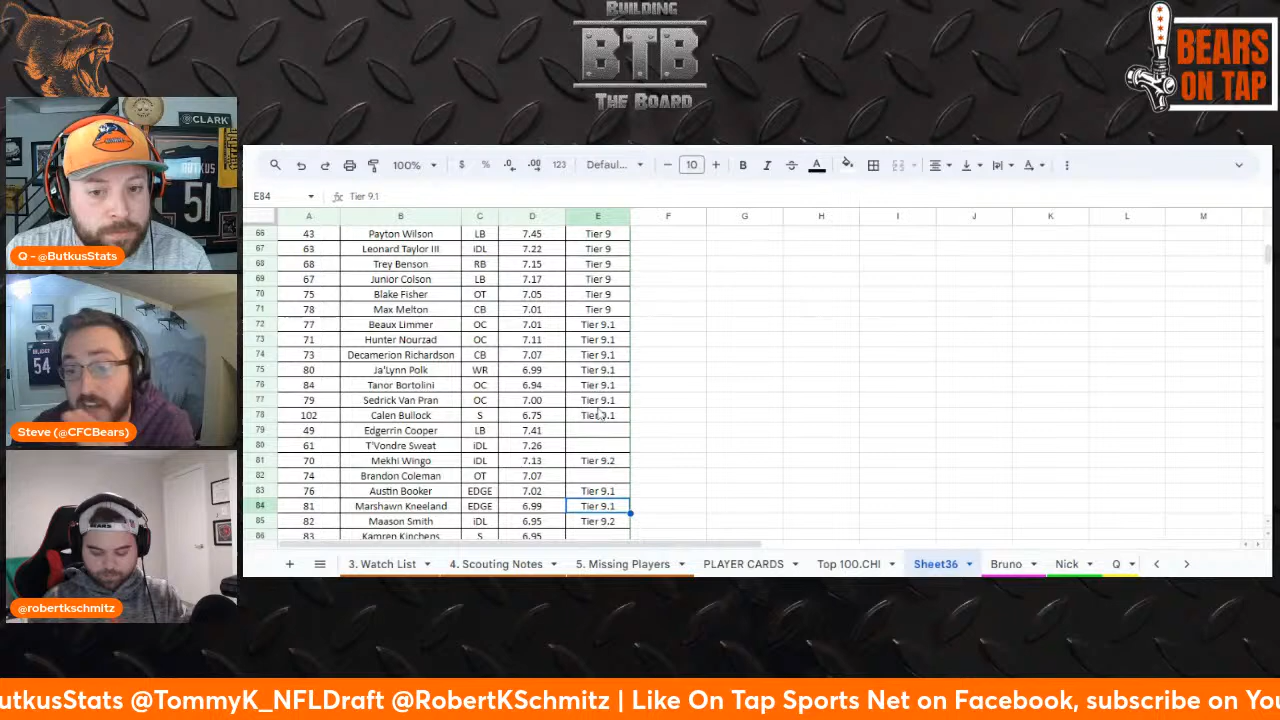 BUILDING
BTB
THE BOARD
BEARS
ON TAP
CLARK
BUTKUS
51
Q - @ButkusStats
54
Steve (@CFCBears)
@robertkschmitz
100%
$
%
.0
.00
123
Defaul...
−
10
+
B
I
A
E84
fx
Tier 9.1
A B C D E F G H I J K L M
66 43 Payton Wilson LB 7.45 Tier 9
67 63 Leonard Taylor III iDL 7.22 Tier 9
68 68 Trey Benson RB 7.15 Tier 9
69 67 Junior Colson LB 7.17 Tier 9
70 75 Blake Fisher OT 7.05 Tier 9
71 78 Max Melton CB 7.01 Tier 9
72 77 Beaux Limmer OC 7.01 Tier 9.1
73 71 Hunter Nourzad OC 7.11 Tier 9.1
74 73 Decamerion Richardson CB 7.07 Tier 9.1
75 80 Ja'Lynn Polk WR 6.99 Tier 9.1
76 84 Tanor Bortolini OC 6.94 Tier 9.1
77 79 Sedrick Van Pran OC 7.00 Tier 9.1
78 102 Calen Bullock S 6.75 Tier 9.1
79 49 Edgerrin Cooper LB 7.41
80 61 T'Vondre Sweat iDL 7.26
81 70 Mekhi Wingo iDL 7.13 Tier 9.2
82 74 Brandon Coleman OT 7.07
83 76 Austin Booker EDGE 7.02 Tier 9.1
84 81 Marshawn Kneeland EDGE 6.99 Tier 9.1
85 82 Maason Smith iDL 6.95 Tier 9.2
86 83 Kamren Kinchens S 6.95
+ 3. Watch List 4. Scouting Notes 5. Missing Players PLAYER CARDS Top 100.CHI Sheet36 Bruno Nick Q
utkusStats @TommyK_NFLDraft @RobertKSchmitz | Like On Tap Sports Net on Facebook, subscribe on You